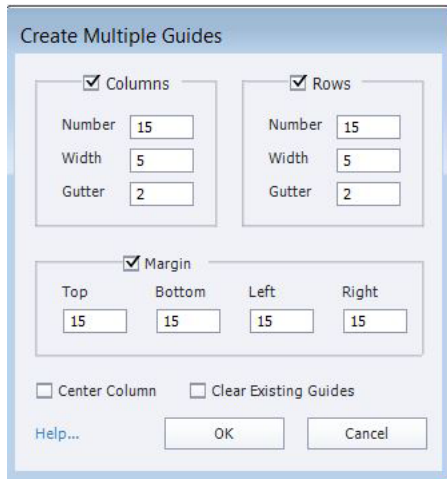 Create Multiple Guides
Columns
Number 15
Width 5
Gutter 2
Rows
Number 15
Width 5
Gutter 2
Margin
Top Bottom Left Right
15 15 15 15
Center Column Clear Existing Guides
Help... OK Cancel